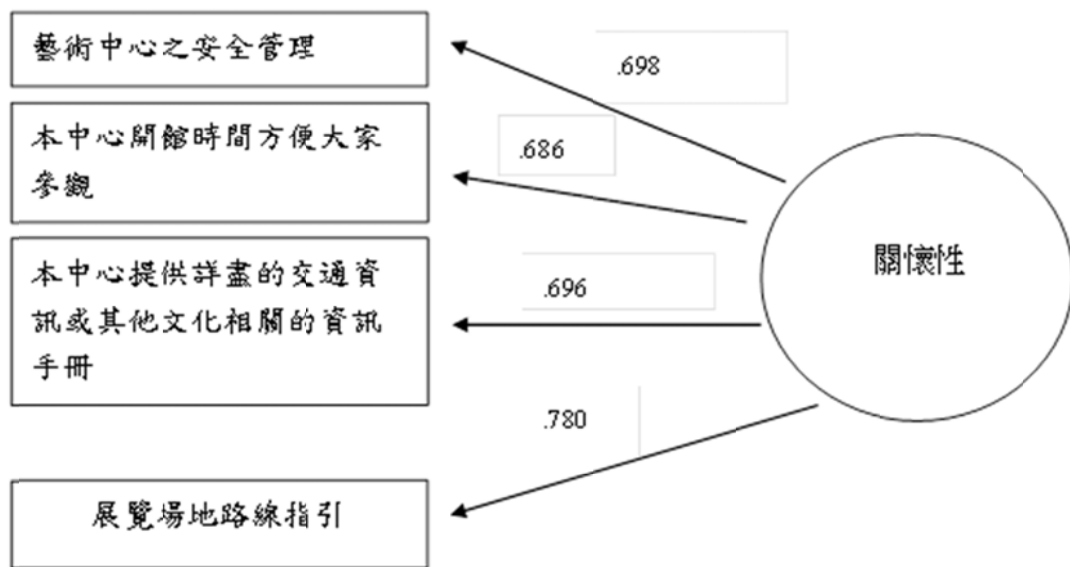 藝術中心之安全管理
.698
本中心開館時間方便大家
參觀
.686
關懷性
本中心提供詳盡的交通資
訊或其他文化相關的資訊
手冊
.696
.780
展覽場地路線指引